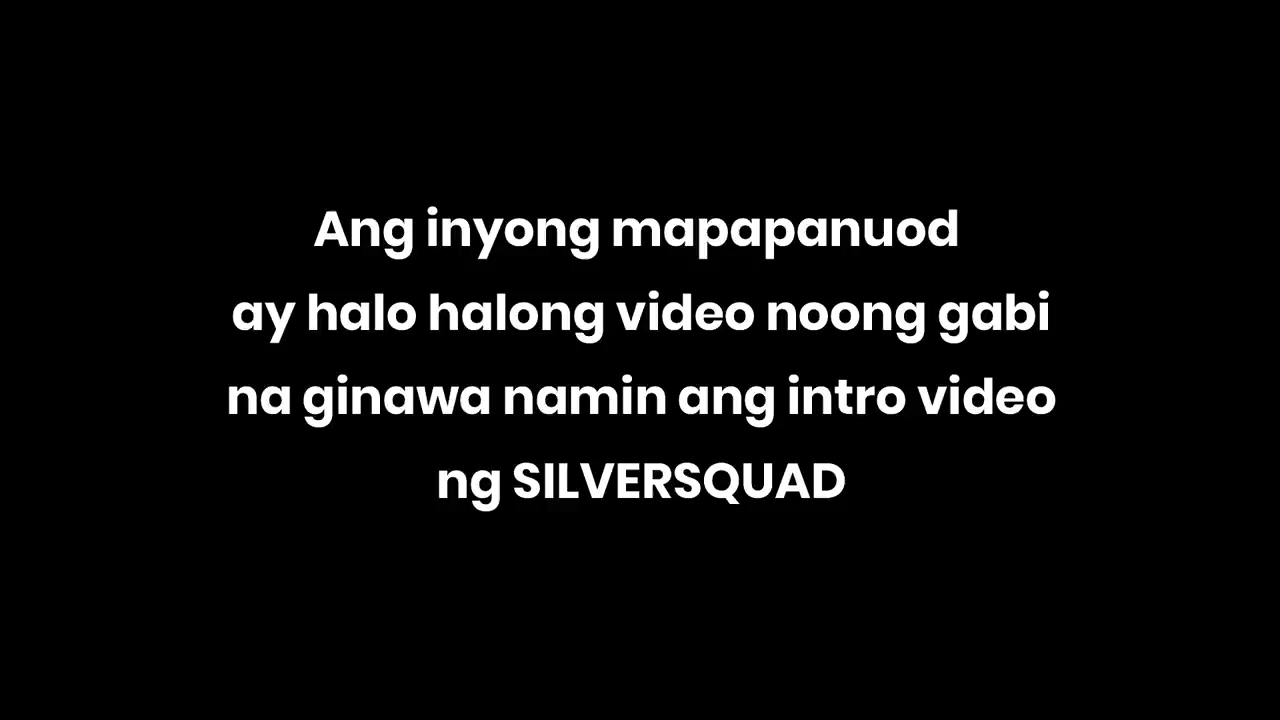 Ang inyong mapapanuod
ay halo halong video noong gabi
na ginawa namin ang intro video
ng SILVERSQUAD